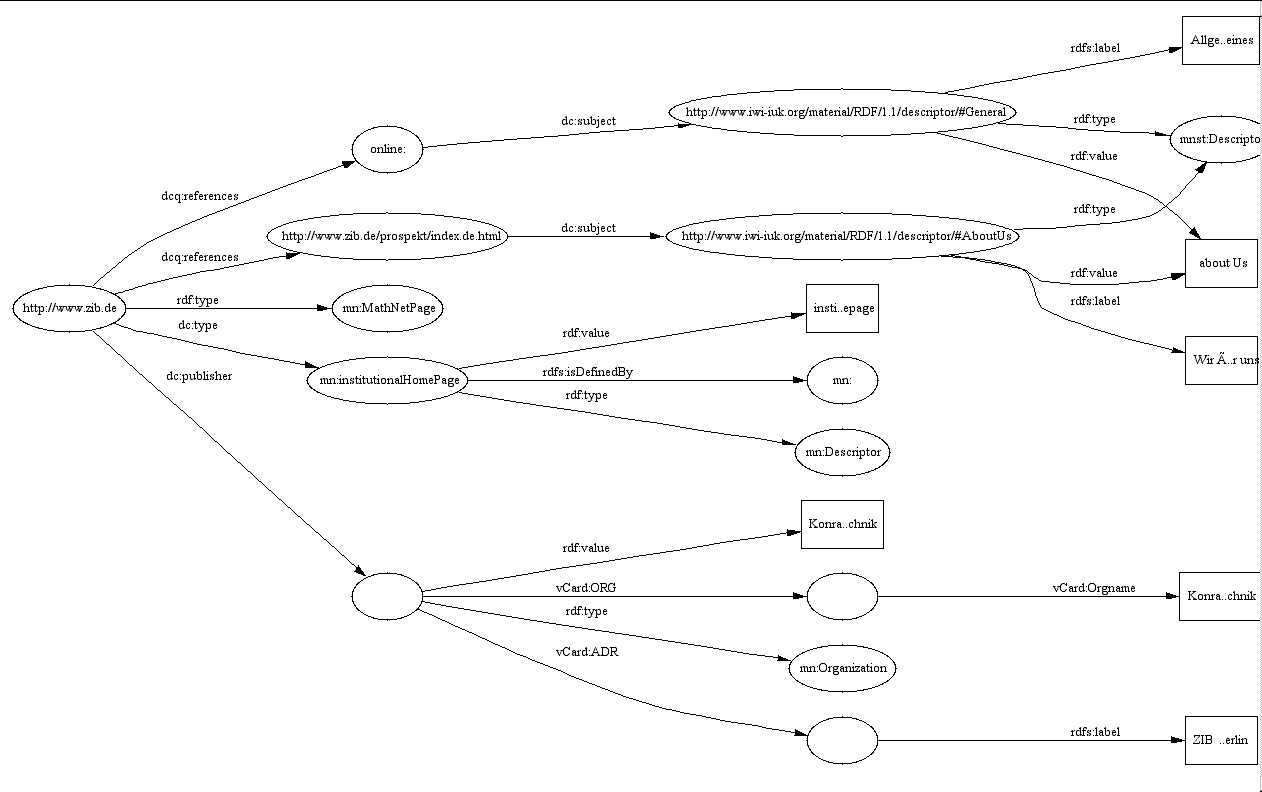 Allge..eines
rdfs:label
http://www.iwi-iuk.org/material/RDF/1.1/descriptor/#General
dc:subject
rdf:type
mnst:Descripto
online:
rdf:value
dcq:references
rdf:type
dc:subject
http://www.zib.de/prospekt/index.de.html
http://www.iwi-iuk.org/material/RDF/1.1/descriptor/#AboutUs
dcq:references
about Us
rdf:value
rdf:type
rdfs:label
http://www.zib.de
mn:MathNetPage
insti..epage
dc:type
rdf:value
Wir Ã..r uns
dc:publisher
rdfs:isDefinedBy
mn:institutionalHomePage
mn:
rdf:type
mn:Descriptor
Konra..chnik
rdf:value
vCard:ORG
vCard:Orgname
Konra..chnik
rdf:type
vCard:ADR
mn:Organization
rdfs:label
ZIB ..erlin